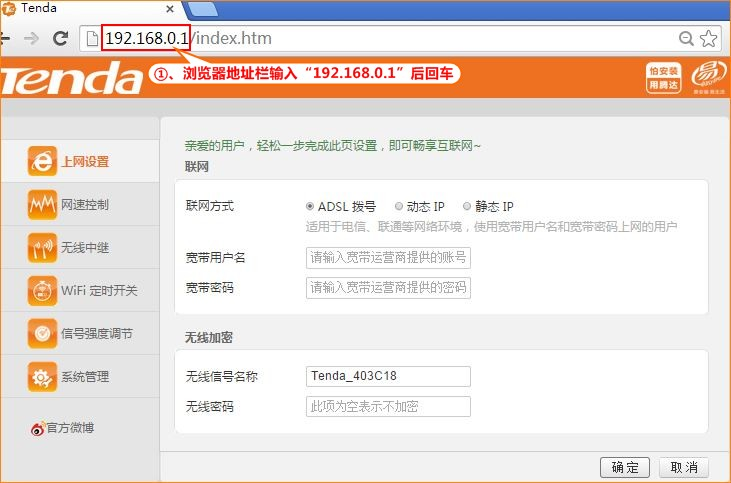 Tenda
192.168.0.1/index.htm
①、浏览器地址栏输入“192.168.0.1”后回车
Tenda
怕安装
用腾达
易
易安装 易生活
亲爱的用户，轻松一步完成此页设置，即可畅享互联网~
上网设置
网速控制
无线中继
WiFi 定时开关
信号强度调节
系统管理
官方微博
联网
联网方式 ADSL 拨号 动态 IP 静态 IP
适用于电信、联通等网络环境，使用宽带用户名和宽带密码上网的用户
宽带用户名 请输入宽带运营商提供的账号
宽带密码 请输入宽带运营商提供的密码
无线加密
无线信号名称 Tenda_403C18
无线密码 此项为空表示不加密
确定 取消